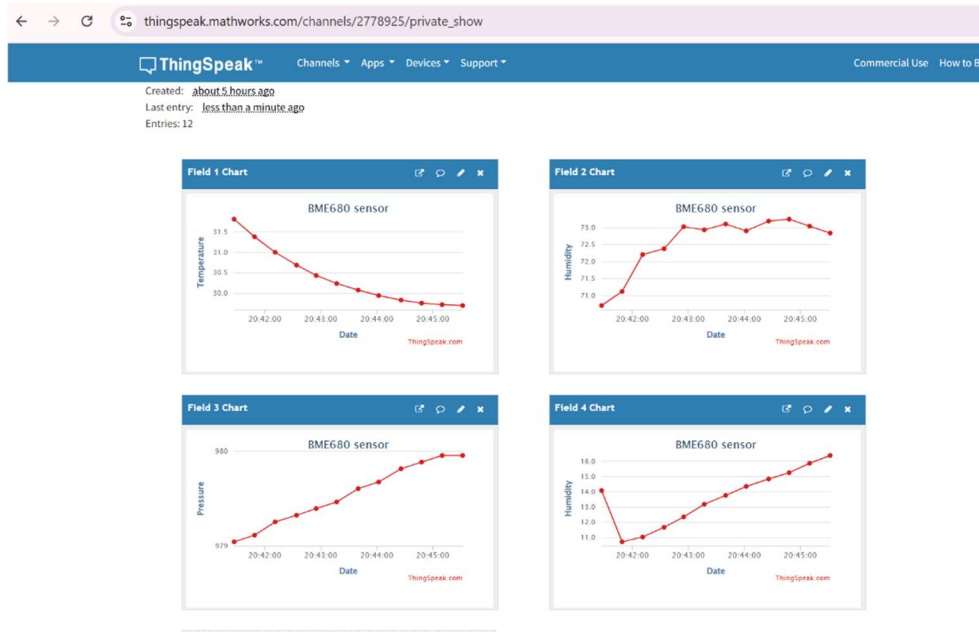 thingspeak.mathworks.com/channels/2778925/private_show
ThingSpeak™ Channels Apps Devices Support Commercial Use How to B
Created: about 5 hours ago
Last entry: less than a minute ago
Entries: 12
Field 1 Chart
BME680 sensor
Temperature
31.5
31.0
30.5
30.0
20:42:00 20:43:00 20:44:00 20:45:00
Date
ThingSpeak.com
Field 2 Chart
BME680 sensor
Humidity
73.0
72.5
72.0
71.5
71.0
20:42:00 20:43:00 20:44:00 20:45:00
Date
ThingSpeak.com
Field 3 Chart
BME680 sensor
Pressure
980
979
20:42:00 20:43:00 20:44:00 20:45:00
Date
ThingSpeak.com
Field 4 Chart
BME680 sensor
Humidity
16.0
15.0
14.0
13.0
12.0
11.0
20:42:00 20:43:00 20:44:00 20:45:00
Date
ThingSpeak.com